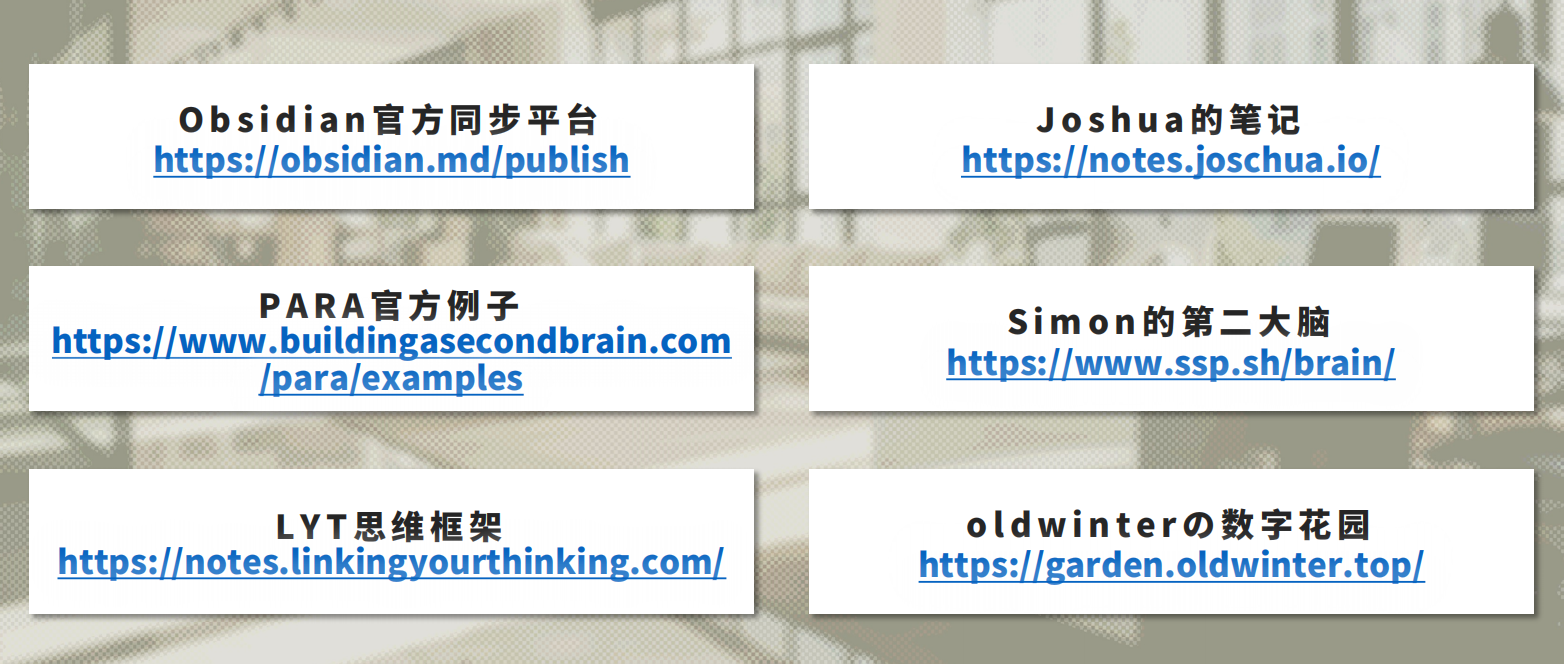 Obsidian官方同步平台
https://obsidian.md/publish
Joshua的笔记
https://notes.joschua.io/
PARA官方例子
https://www.buildingasecondbrain.com
/para/examples
Simon的第二大脑
https://www.ssp.sh/brain/
LYT思维框架
https://notes.linkingyourthinking.com/
oldwinterの数字花园
https://garden.oldwinter.top/